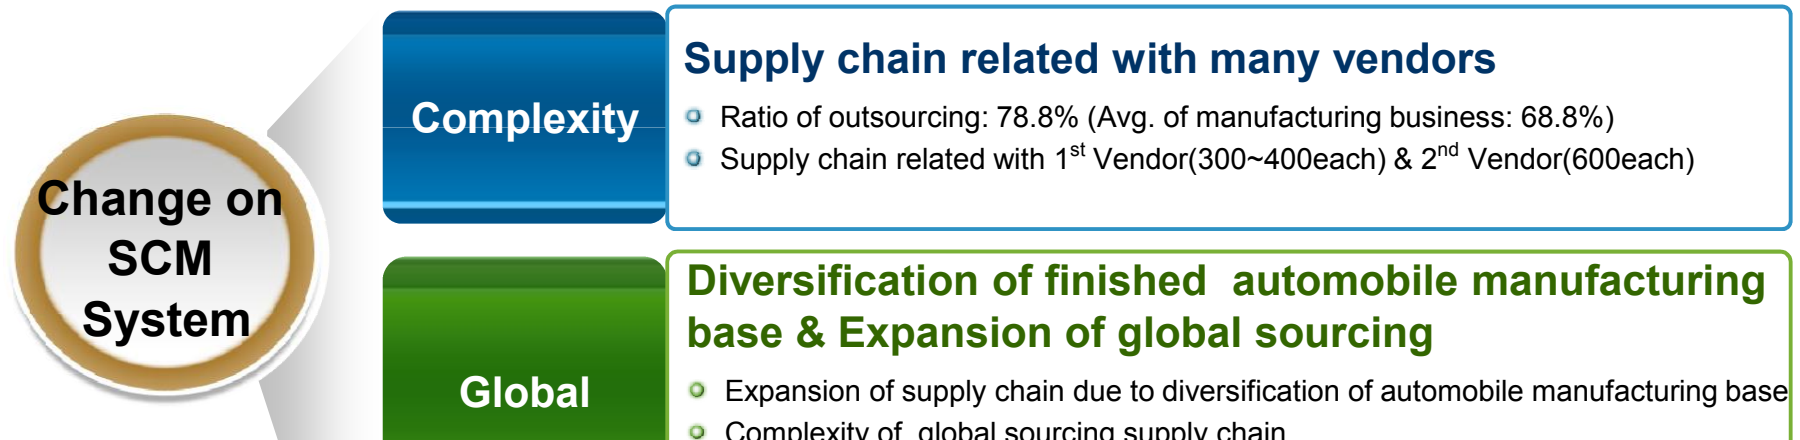 Change on
SCM
System
Complexity
Supply chain related with many vendors
Ratio of outsourcing: 78.8% (Avg. of manufacturing business: 68.8%)
Supply chain related with 1st Vendor(300~400each) & 2nd Vendor(600each)
Global
Diversification of finished  automobile manufacturing
base & Expansion of global sourcing
Expansion of supply chain due to diversification of automobile manufacturing base
Complexity of  global sourcing supply chain